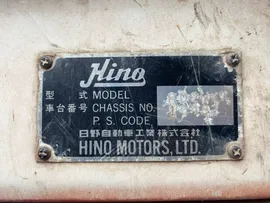 Hino
型式 MODEL
車台番号 CHASSIS NO.
P. S. CODE
日野自動車工業株式会社
HINO MOTORS, LTD.